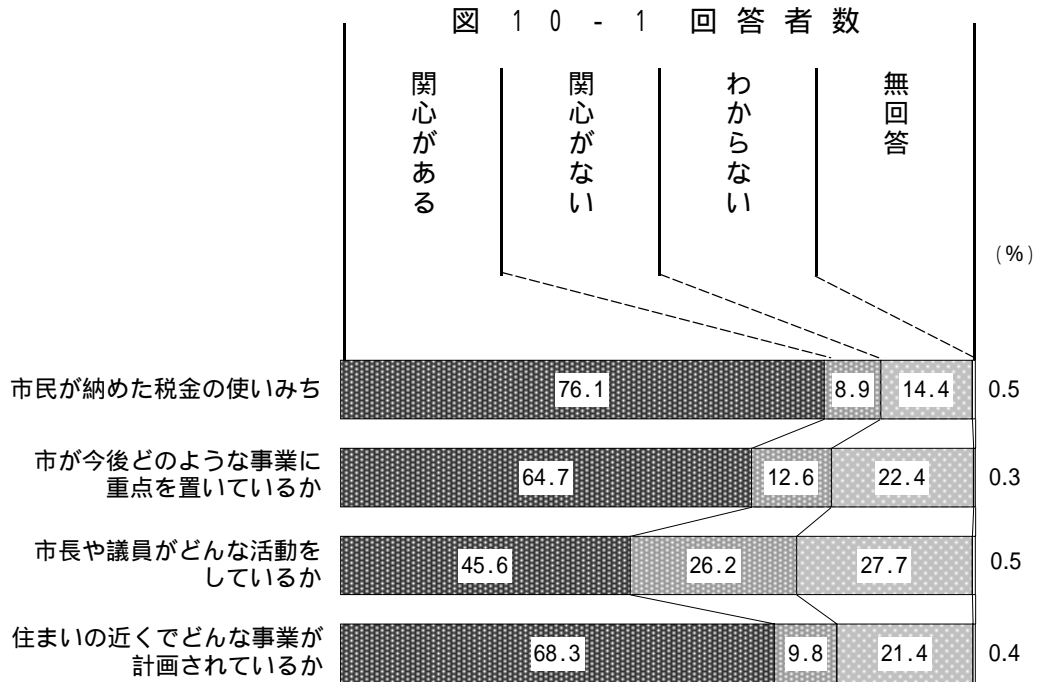 図10-1 回答者数
関心がある
関心がない
わからない
無回答
(%)
市民が納めた税金の使いみち
76.1
8.9
14.4
0.5
市が今後どのような事業に
重点を置いているか
64.7
12.6
22.4
0.3
市長や議員がどんな活動を
しているか
45.6
26.2
27.7
0.5
住まいの近くでどんな事業が
計画されているか
68.3
9.8
21.4
0.4